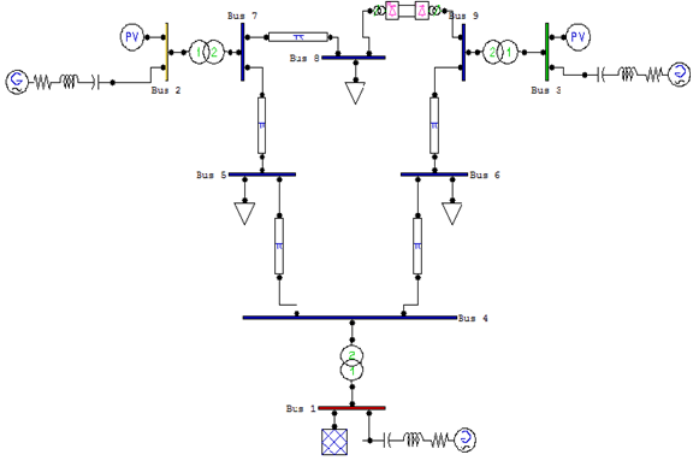 Bus 7
Bus 9
PV
1 2
π
Bus 8
2 1
PV
Bus 2
Bus 3
G
π
π
Bus 5
Bus 6
π
π
Bus 4
2
1
Bus 1